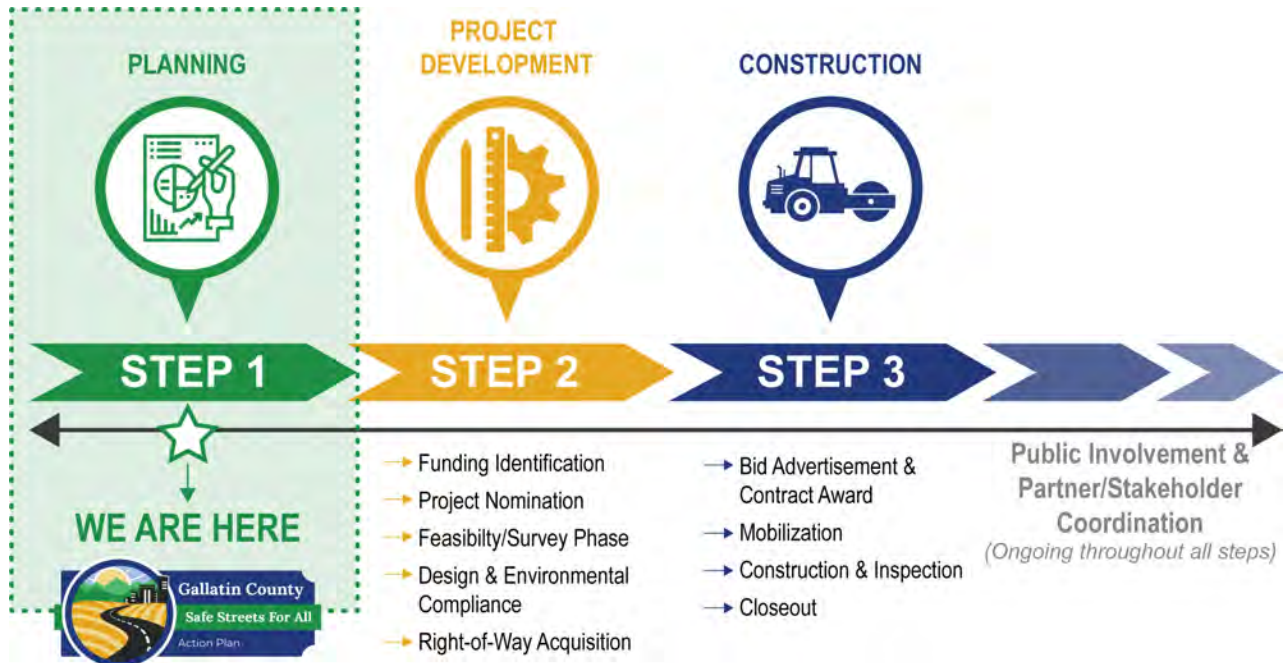 PLANNING
PROJECT
DEVELOPMENT
CONSTRUCTION
STEP 1
STEP 2
STEP 3
WE ARE HERE
Gallatin County
Safe Streets For All
Action Plan
Funding Identification
Project Nomination
Feasibilty/Survey Phase
Design & Environmental
Compliance
Right-of-Way Acquisition
Bid Advertisement &
Contract Award
Mobilization
Construction & Inspection
Closeout
Public Involvement &
Partner/Stakeholder
Coordination
(Ongoing throughout all steps)